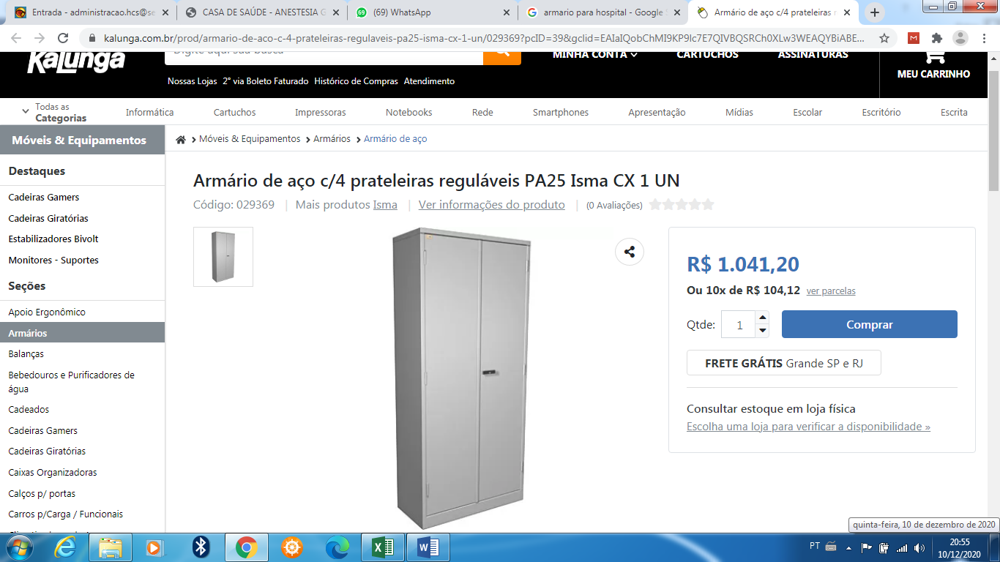 Entrada - administracao.hcs@se
CASA DE SAÚDE - ANESTESIA G
(69) WhatsApp
armario para hospital - Google
Armário de aço c/4 prateleiras r
kalunga.com.br/prod/armario-de-aco-c-4-prateleiras-regulaveis-pa25-isma-cx-1-un/029369?pcID=39&gclid=EAIaIQobChMI9KP9lc7E7QIVBQSRCh0XLw3WEAQYBiABE...
Kalunga
Digite aqui sua busca
MINHA CONTA
CARTUCHOS
ASSINATURAS
MEU CARRINHO
Nossas Lojas 2° via Boleto Faturado Histórico de Compras Atendimento
Todas as
Categorias
Informática Cartuchos Impressoras Notebooks Rede Smartphones Apresentação Mídias Escolar Escritório Escrita
Móveis & Equipamentos
Móveis & Equipamentos Armários Armário de aço
Destaques
Cadeiras Gamers
Cadeiras Giratórias
Estabilizadores Bivolt
Monitores - Suportes
Seções
Apoio Ergonômico
Armários
Balanças
Bebedouros e Purificadores de
água
Cadeados
Cadeiras Gamers
Cadeiras Giratórias
Caixas Organizadoras
Calços p/ portas
Carros p/Carga / Funcionais
Armário de aço c/4 prateleiras reguláveis PA25 Isma CX 1 UN
Código: 029369 | Mais produtos Isma | Ver informações do produto | (0 Avaliações)
R$ 1.041,20
Ou 10x de R$ 104,12 ver parcelas
Qtde: 1 Comprar
FRETE GRÁTIS Grande SP e RJ
Consultar estoque em loja física
Escolha uma loja para verificar a disponibilidade »
quinta-feira, 10 de dezembro de 2020
PT
20:55
10/12/2020